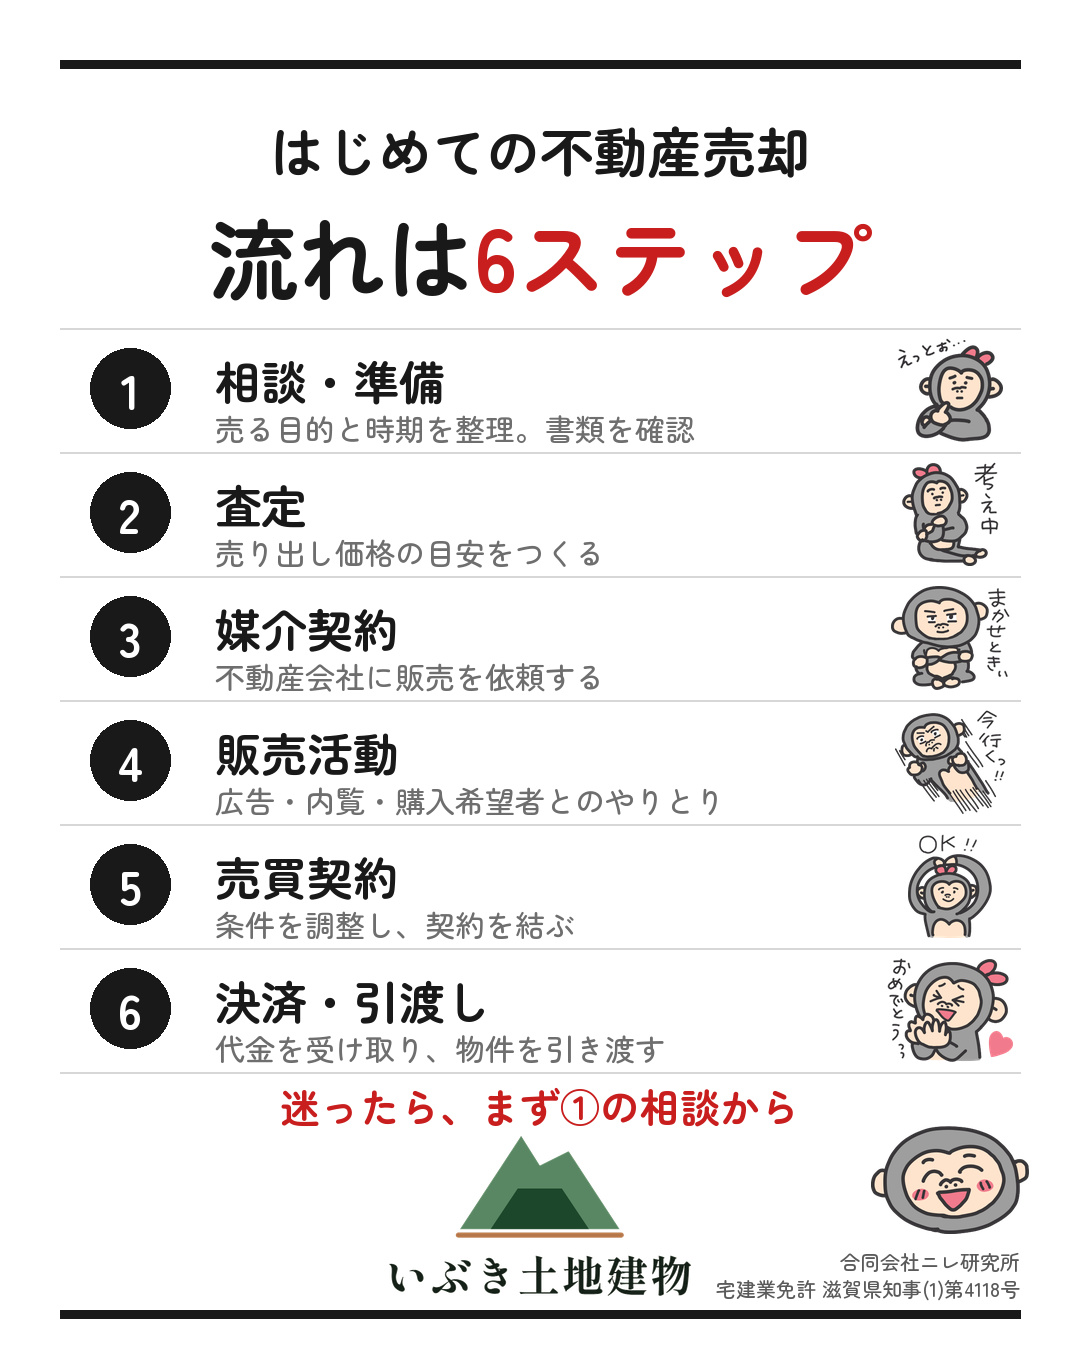 はじめての不動産売却
流れは6ステップ
1
相談・準備
売る目的と時期を整理。書類を確認
えっとぉ…
2
査定
売り出し価格の目安をつくる
考え中
3
媒介契約
不動産会社に販売を依頼する
まかせときぃ
4
販売活動
広告・内覧・購入希望者とのやりとり
今行くっ!!
5
売買契約
条件を調整し、契約を結ぶ
OK!!
6
決済・引渡し
代金を受け取り、物件を引き渡す
おめでとうぅぅ
迷ったら、まず①の相談から
いぶき土地建物
合同会社ニレ研究所
宅建業免許 滋賀県知事(1)第4118号